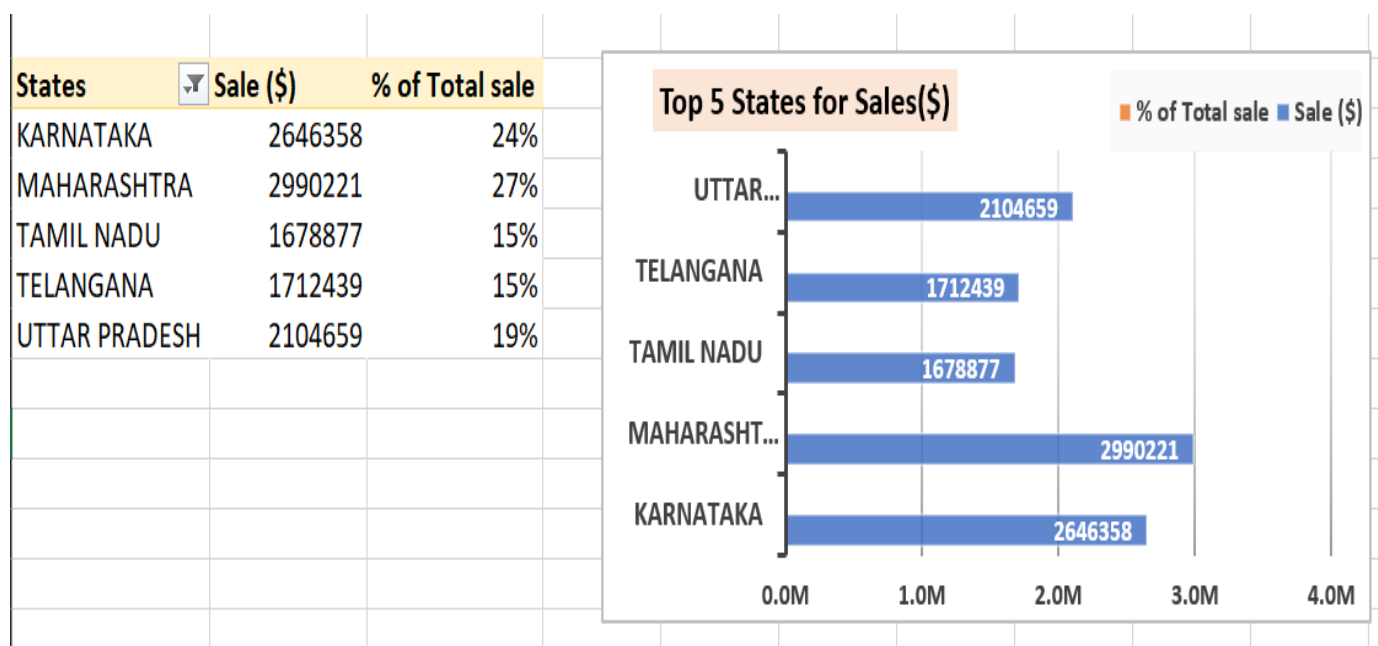 States Sale ($) % of Total sale
KARNATAKA 2646358 24%
MAHARASHTRA 2990221 27%
TAMIL NADU 1678877 15%
TELANGANA 1712439 15%
UTTAR PRADESH 2104659 19%
Top 5 States for Sales($)
% of Total sale Sale ($)
UTTAR... 2104659
TELANGANA 1712439
TAMIL NADU 1678877
MAHARASHT... 2990221
KARNATAKA 2646358
0.0M 1.0M 2.0M 3.0M 4.0M